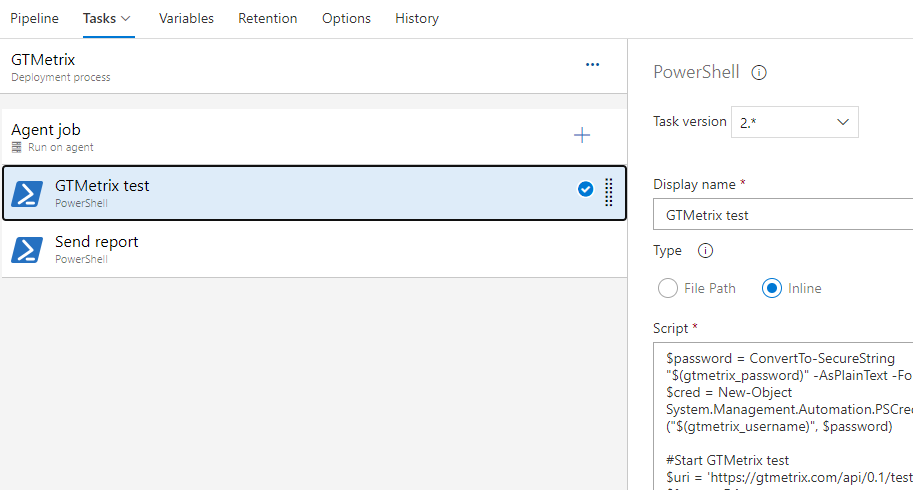 Pipeline Tasks Variables Retention Options History
GTMetrix
Deployment process
Agent job
Run on agent
GTMetrix test
PowerShell
Send report
PowerShell
PowerShell
Task version 2.*
Display name *
GTMetrix test
Type
File Path Inline
Script *
$password = ConvertTo-SecureString
"$(gtmetrix_password)" -AsPlainText -Fo
$cred = New-Object
System.Management.Automation.PSCre
("$(gtmetrix_username)", $password)
#Start GTMetrix test
$uri = 'https://gtmetrix.com/api/0.1/test